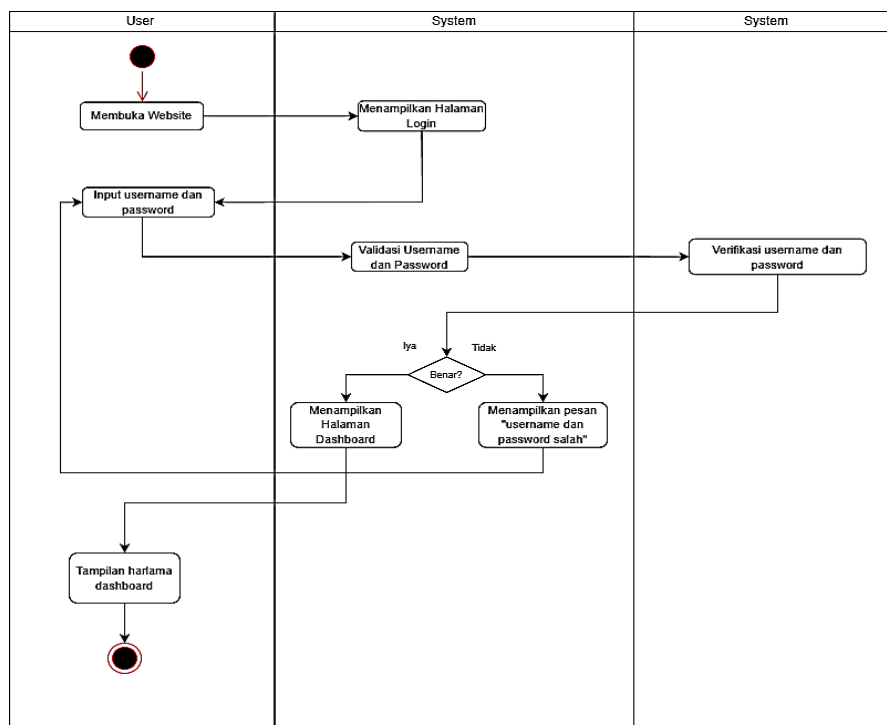 User
System
System
Membuka Website
Menampilkan Halaman
Login
Input username dan
password
Validasi Username
dan Password
Verifikasi username dan
password
Iya
Tidak
Benar?
Menampilkan
Halaman
Dashboard
Menampilkan pesan
"username dan
password salah"
Tampilan harlama
dashboard